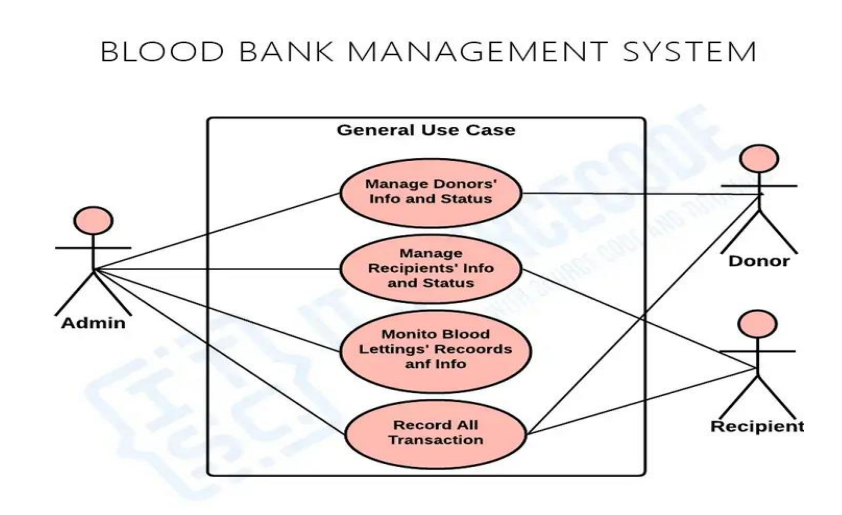 BLOOD BANK MANAGEMENT SYSTEM
General Use Case
Manage Donors'
Info and Status
Manage
Recipients' Info
and Status
Monito Blood
Lettings' Recoords
anf Info
Record All
Transaction
Admin
Donor
Recipient